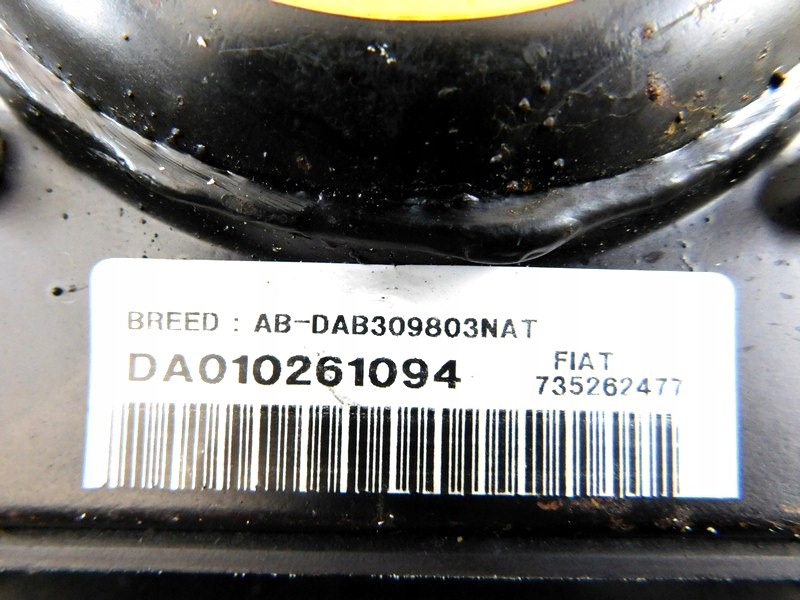 BREED : AB-DAB309803NAT
DA010261094
FIAT
735262477